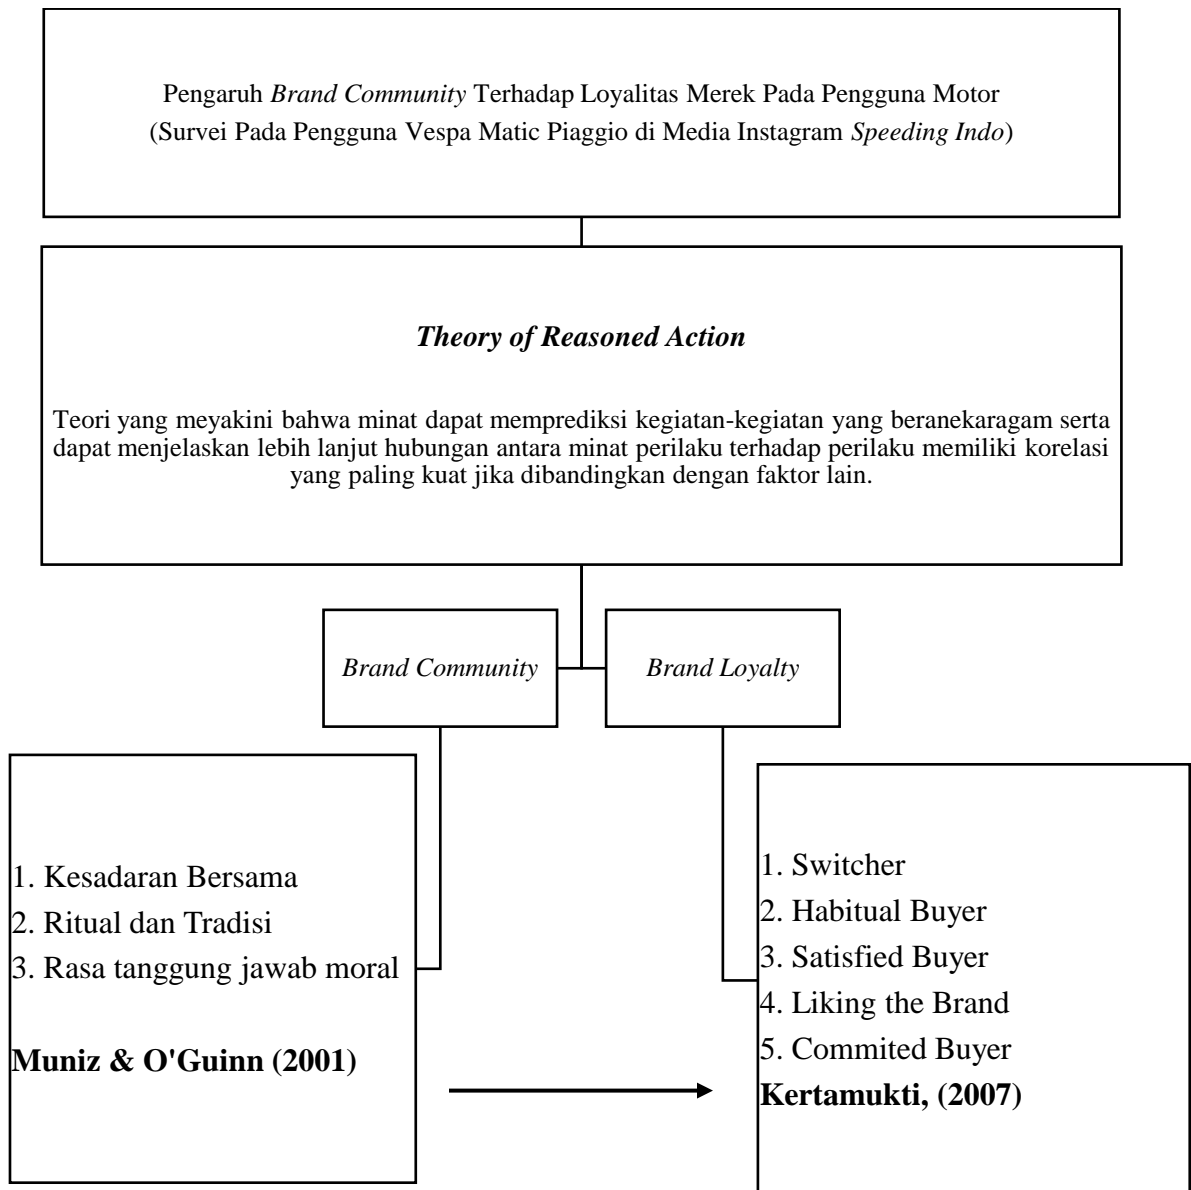 Pengaruh Brand Community Terhadap Loyalitas Merek Pada Pengguna Motor
(Survei Pada Pengguna Vespa Matic Piaggio di Media Instagram Speeding Indo)
Theory of Reasoned Action
Teori yang meyakini bahwa minat dapat memprediksi kegiatan-kegiatan yang beranekaragam serta
dapat menjelaskan lebih lanjut hubungan antara minat perilaku terhadap perilaku memiliki korelasi
yang paling kuat jika dibandingkan dengan faktor lain.
Brand Community
Brand Loyalty
1. Kesadaran Bersama
2. Ritual dan Tradisi
3. Rasa tanggung jawab moral
Muniz & O'Guinn (2001)
1. Switcher
2. Habitual Buyer
3. Satisfied Buyer
4. Liking the Brand
5. Commited Buyer
Kertamukti, (2007)